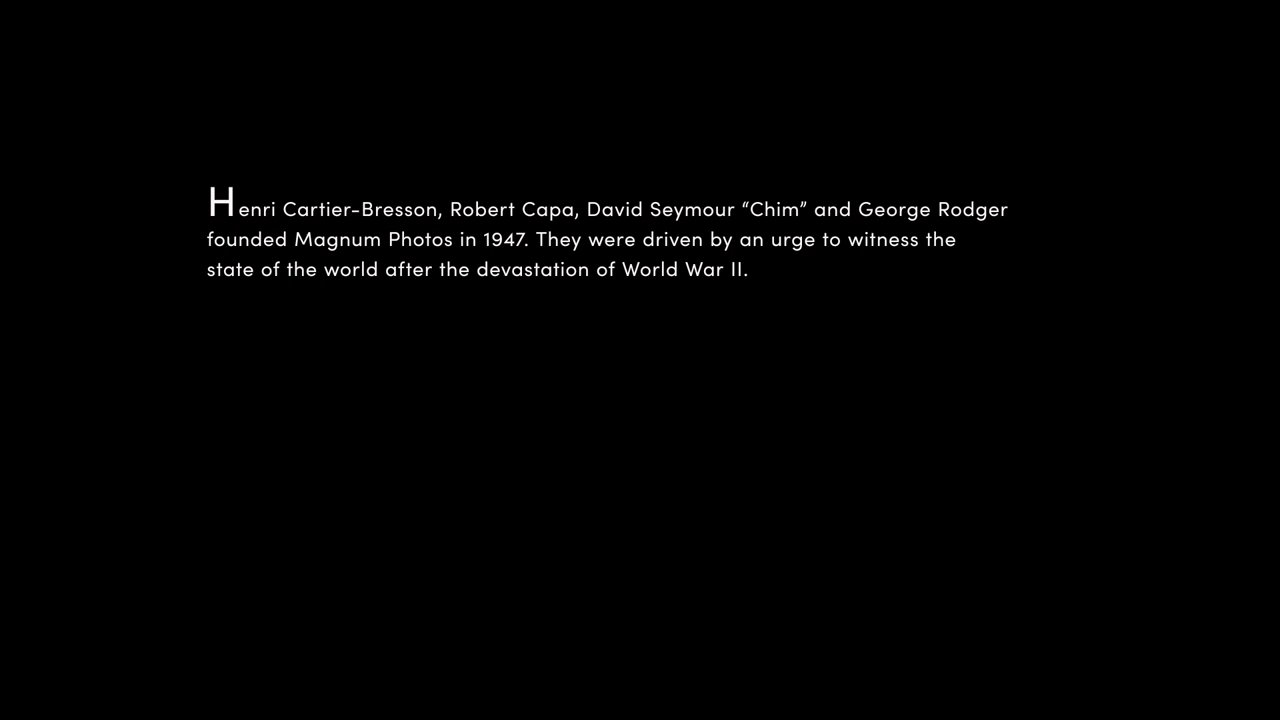 Henri Cartier-Bresson, Robert Capa, David Seymour “Chim” and George Rodger
founded Magnum Photos in 1947. They were driven by an urge to witness the
state of the world after the devastation of World War II.